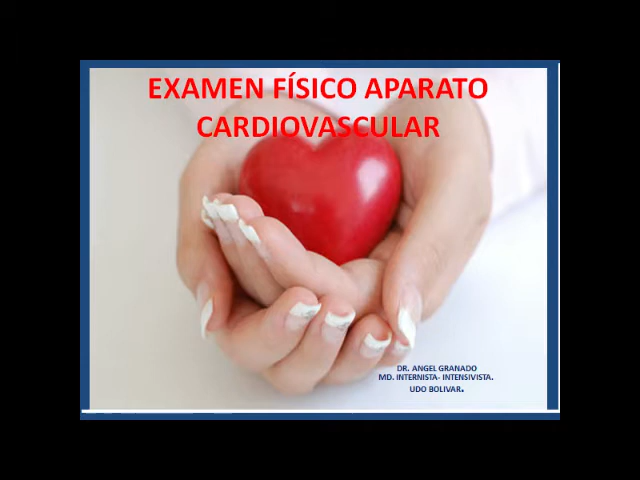 EXAMEN FÍSICO APARATO
CARDIOVASCULAR
DR. ANGEL GRANADO
MD. INTERNISTA- INTENSIVISTA.
UDO BOLIVAR.